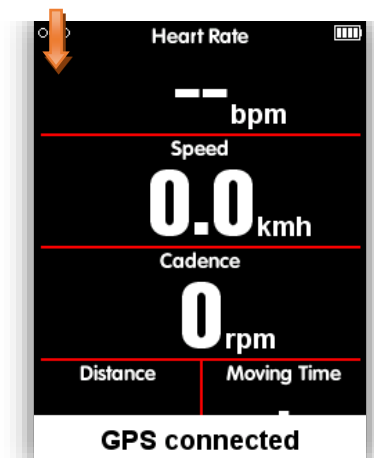 Heart Rate
-- bpm
Speed
0.0 kmh
Cadence
0 rpm
Distance Moving Time
GPS connected